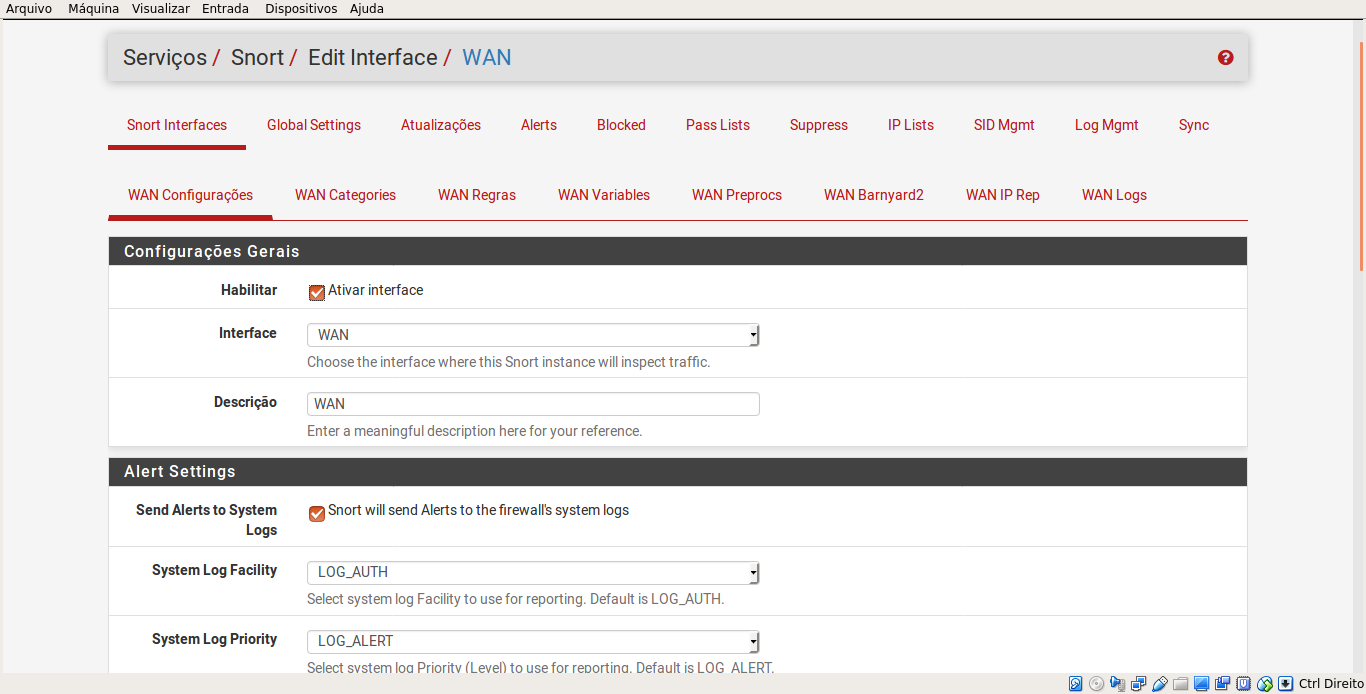 Arquivo Máquina Visualizar Entrada Dispositivos Ajuda
Serviços / Snort / Edit Interface / WAN
Snort Interfaces Global Settings Atualizações Alerts Blocked Pass Lists Suppress IP Lists SID Mgmt Log Mgmt Sync
WAN Configurações WAN Categories WAN Regras WAN Variables WAN Preprocs WAN Barnyard2 WAN IP Rep WAN Logs
Configurações Gerais
Habilitar Ativar interface
Interface WAN
Choose the interface where this Snort instance will inspect traffic.
Descrição WAN
Enter a meaningful description here for your reference.
Alert Settings
Send Alerts to System Snort will send Alerts to the firewall's system logs
Logs
System Log Facility LOG_AUTH
Select system log Facility to use for reporting. Default is LOG_AUTH.
System Log Priority LOG_ALERT
Select system log Priority (Level) to use for reporting. Default is LOG_ALERT.
Ctrl Direito